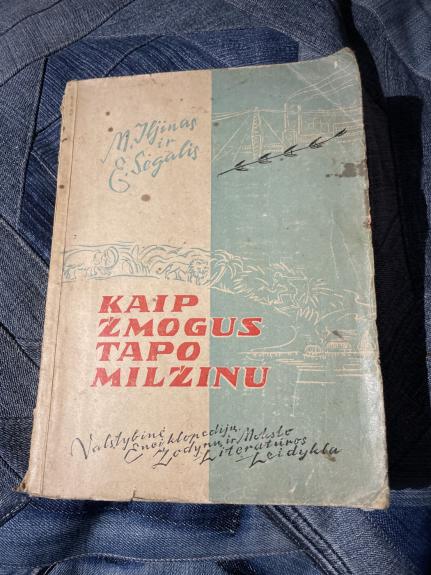 M. Iljinas
ir
E. Segalis
KAIP
ŽMOGUS
TAPO
MILŽINU
Valstybinė
Enciklopedijų,
Žodynų ir Mokslo
Literatūros
Leidykla